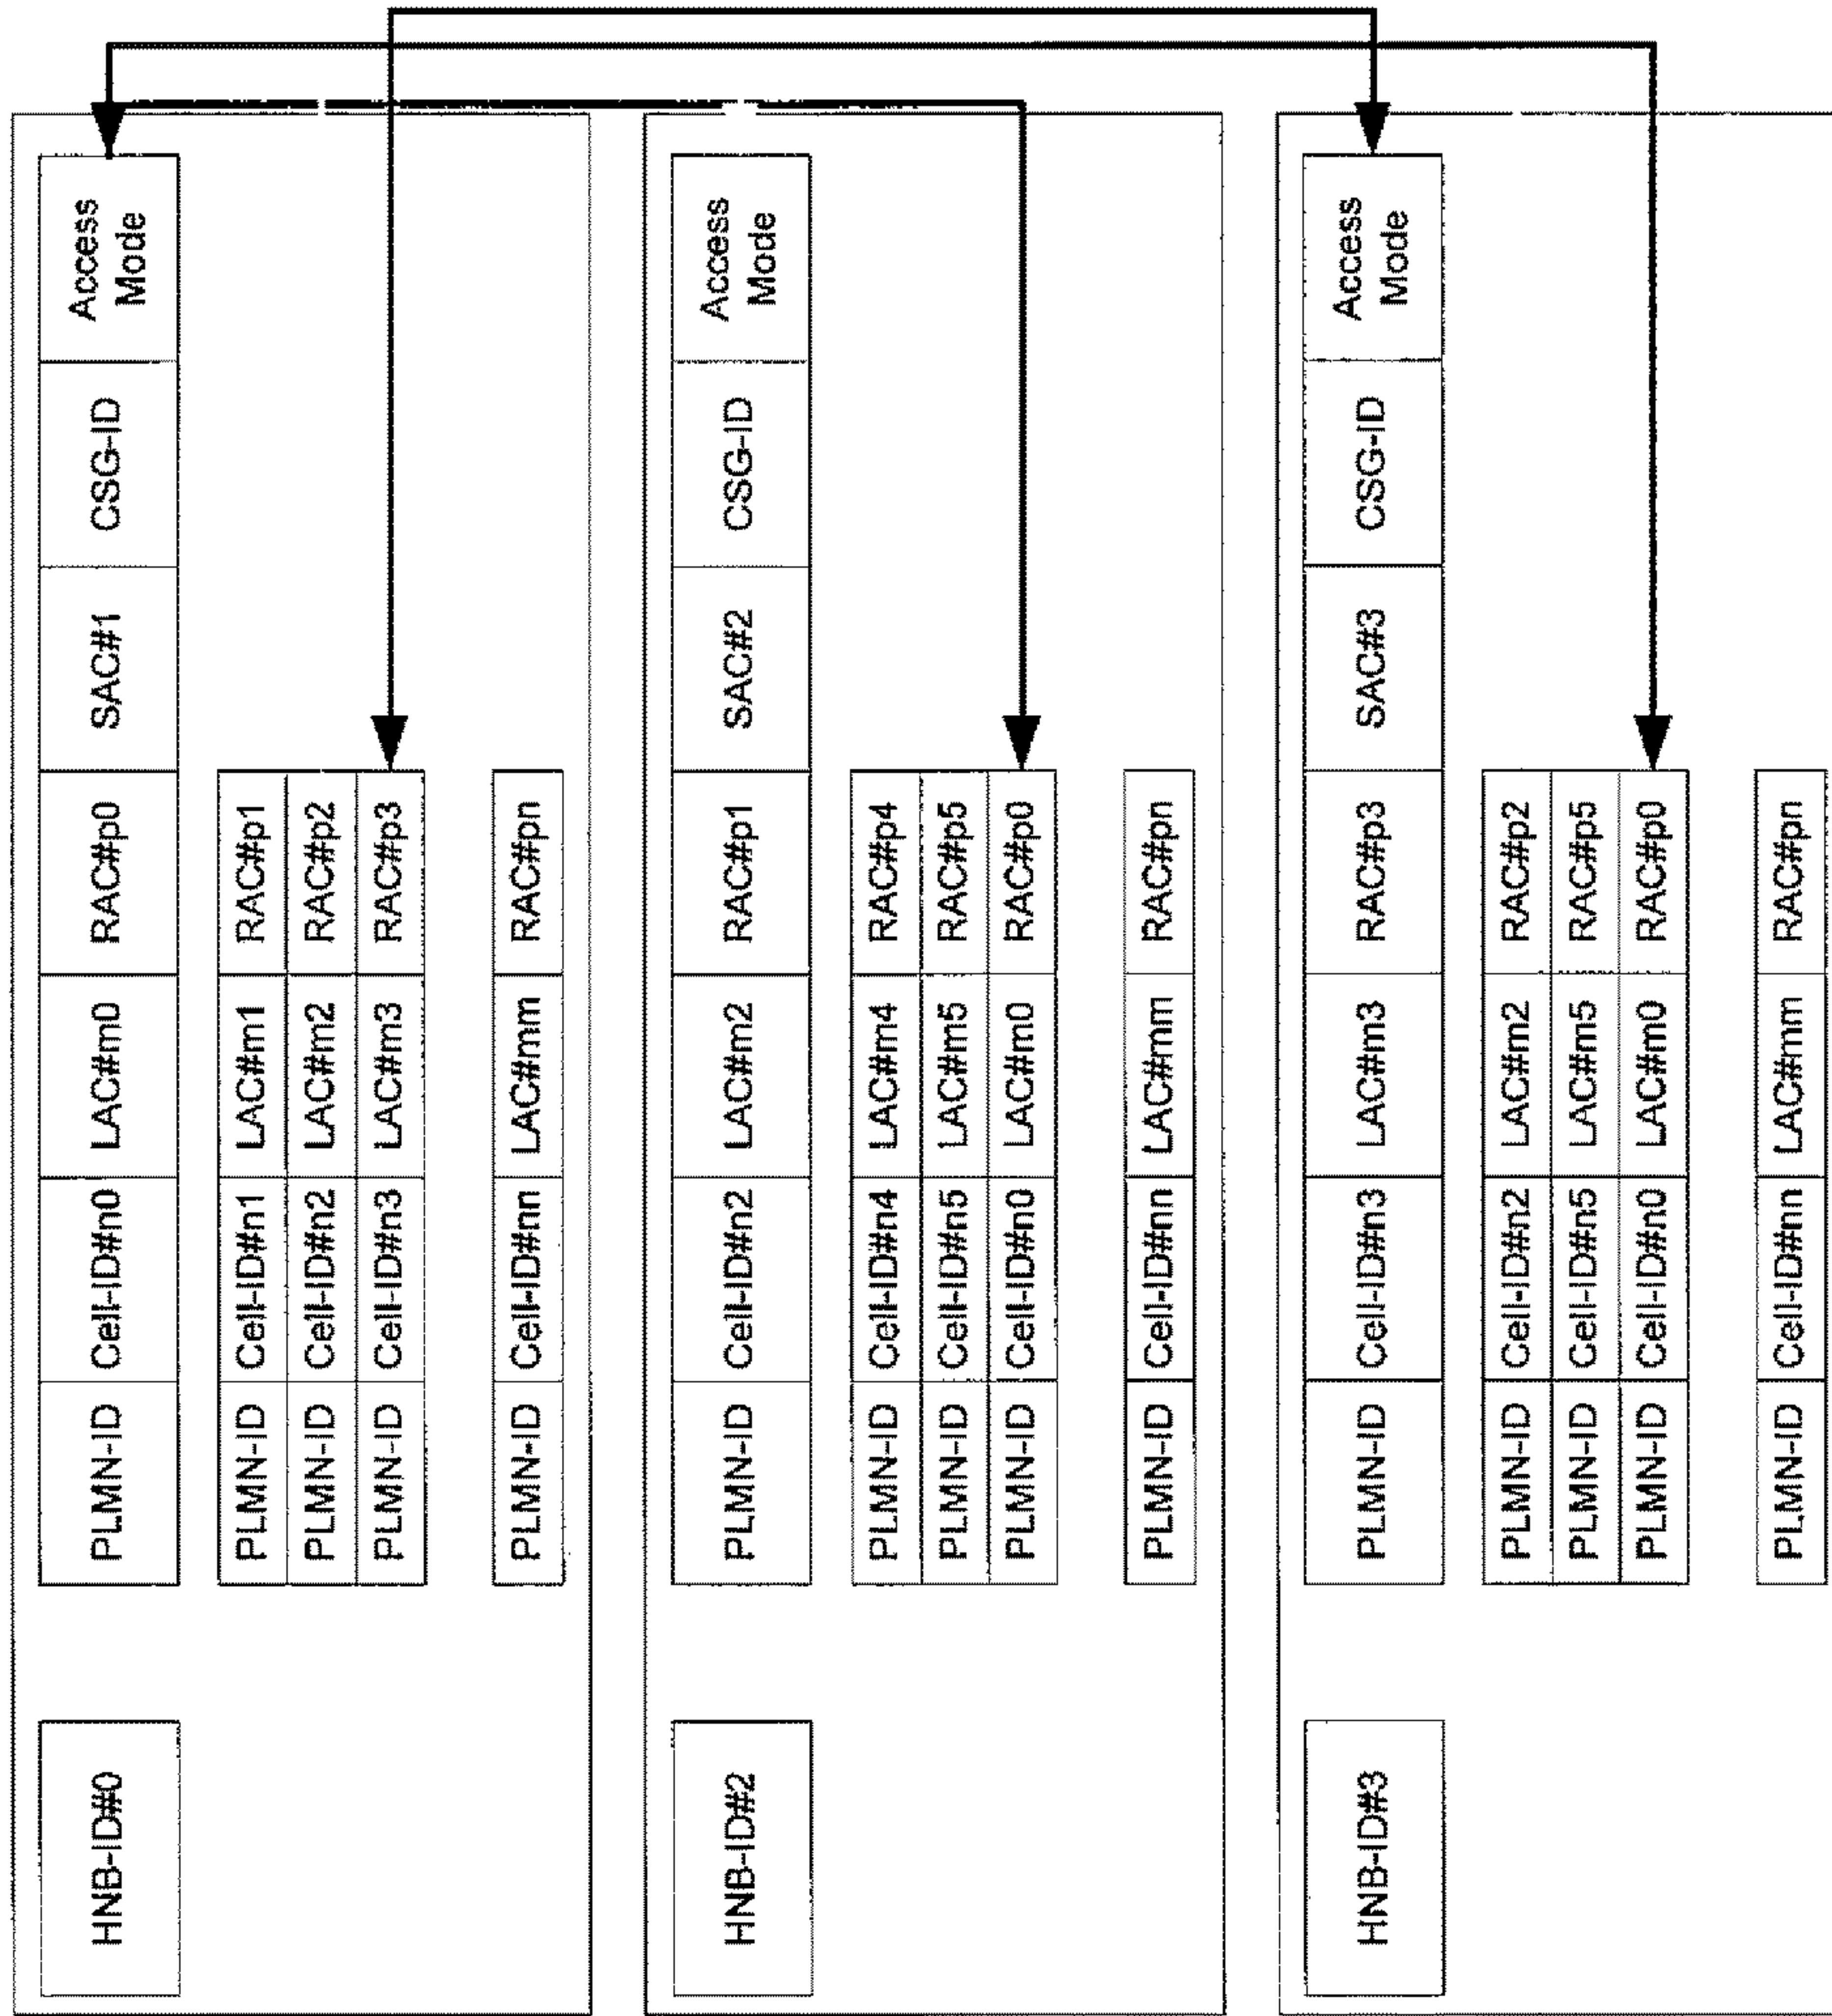 HNB-ID#0
PLMN-ID Cell-ID#n0 LAC#m0 RAC#p0 SAC#1 CSG-ID Access
Mode
PLMN-ID Cell-ID#n1 LAC#m1 RAC#p1
PLMN-ID Cell-ID#n2 LAC#m2 RAC#p2
PLMN-ID Cell-ID#n3 LAC#m3 RAC#p3
PLMN-ID Cell-ID#nn LAC#mm RAC#pn
HNB-ID#2
PLMN-ID Cell-ID#n2 LAC#m2 RAC#p1 SAC#2 CSG-ID Access
Mode
PLMN-ID Cell-ID#n4 LAC#m4 RAC#p4
PLMN-ID Cell-ID#n5 LAC#m5 RAC#p5
PLMN-ID Cell-ID#n0 LAC#m0 RAC#p0
PLMN-ID Cell-ID#nn LAC#mm RAC#pn
HNB-ID#3
PLMN-ID Cell-ID#n3 LAC#m3 RAC#p3 SAC#3 CSG-ID Access
Mode
PLMN-ID Cell-ID#n2 LAC#m2 RAC#p2
PLMN-ID Cell-ID#n5 LAC#m5 RAC#p5
PLMN-ID Cell-ID#n0 LAC#m0 RAC#p0
PLMN-ID Cell-ID#nn LAC#mm RAC#pn